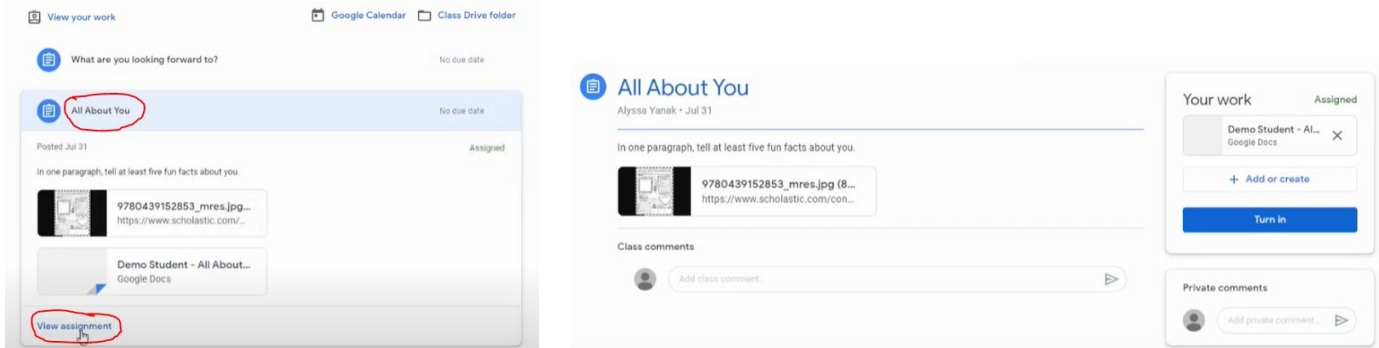 View your work
Google Calendar
Class Drive folder
What are you looking forward to?
No due date
All About You
No due date
Posted Jul 31
Assigned
In one paragraph, tell at least five fun facts about you.
9780439152853_mres.jpg...
https://www.scholastic.com/...
Demo Student - All About...
Google Docs
View assignment
All About You
Alyssa Yanak • Jul 31
In one paragraph, tell at least five fun facts about you.
9780439152853_mres.jpg (8...
https://www.scholastic.com/con...
Class comments
Add class comment...
Your work
Assigned
Demo Student - Al...
Google Docs
+ Add or create
Turn in
Private comments
Add private comment...